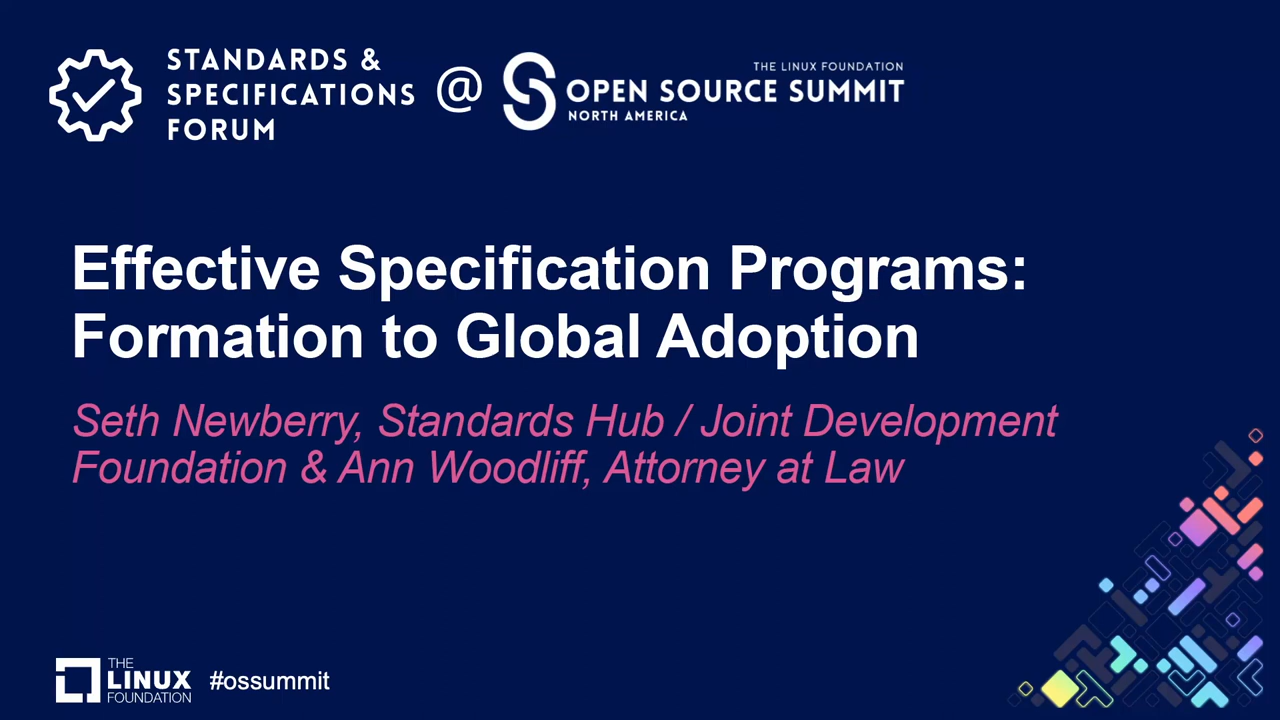 STANDARDS &
SPECIFICATIONS
FORUM
@
THE LINUX FOUNDATION
OPEN SOURCE SUMMIT
NORTH AMERICA
Effective Specification Programs:
Formation to Global Adoption
Seth Newberry, Standards Hub / Joint Development
Foundation & Ann Woodliff, Attorney at Law
THE
LINUX
FOUNDATION
#ossummit